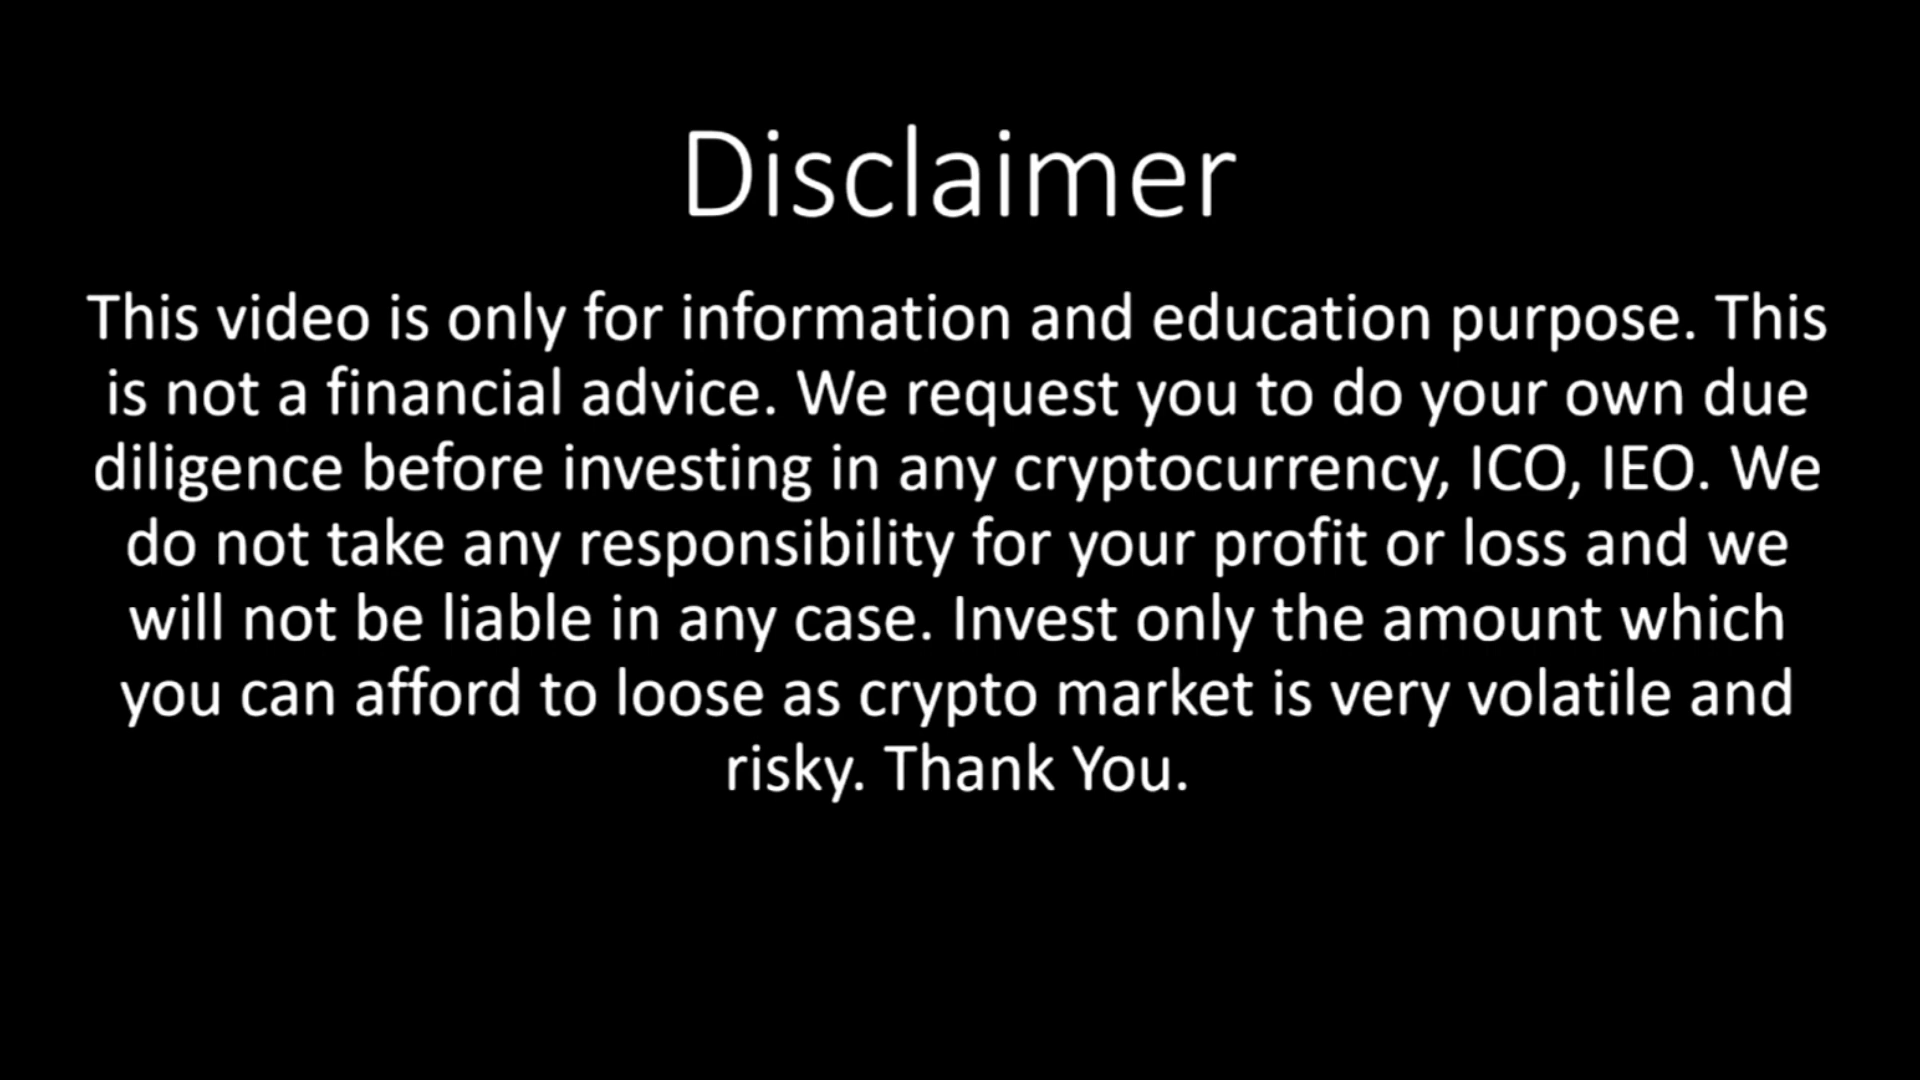 Disclaimer
This video is only for information and education purpose. This
is not a financial advice. We request you to do your own due
diligence before investing in any cryptocurrency, ICO, IEO. We
do not take any responsibility for your profit or loss and we
will not be liable in any case. Invest only the amount which
you can afford to loose as crypto market is very volatile and
risky. Thank You.